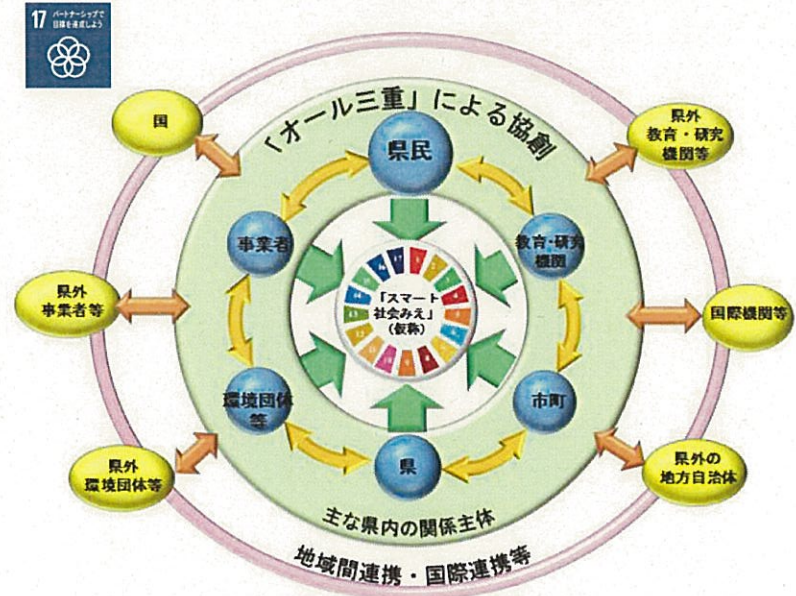 17 パートナーシップで
目標を達成しよう
「オール三重」による協創
国
県外
教育・研究
機関等
県民
事業者
教育・研究
機関
「スマート
社会みえ」
(仮称)
県外
事業者等
国際機関等
環境団体
等
市町
県
県外
環境団体等
県外の
地方自治体
主な県内の関係主体
地域間連携・国際連携等